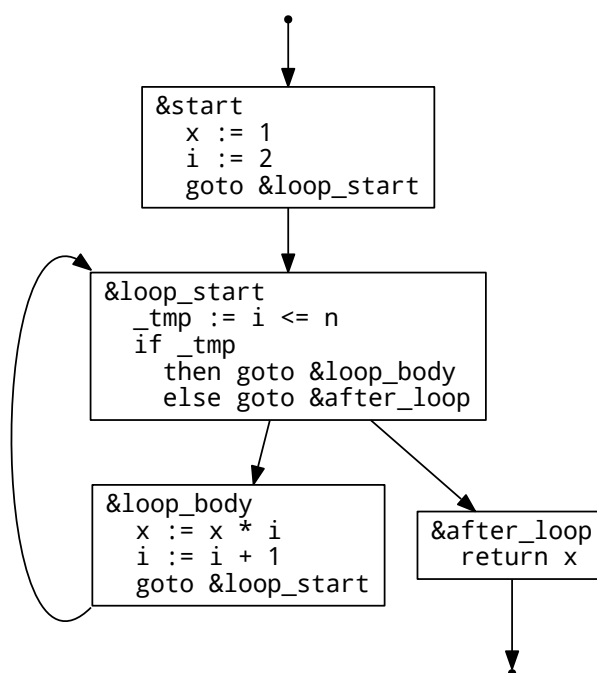 &start
x := 1
i := 2
goto &loop_start
&loop_start
_tmp := i <= n
if _tmp
then goto &loop_body
else goto &after_loop
&loop_body
x := x * i
i := i + 1
goto &loop_start
&after_loop
return x